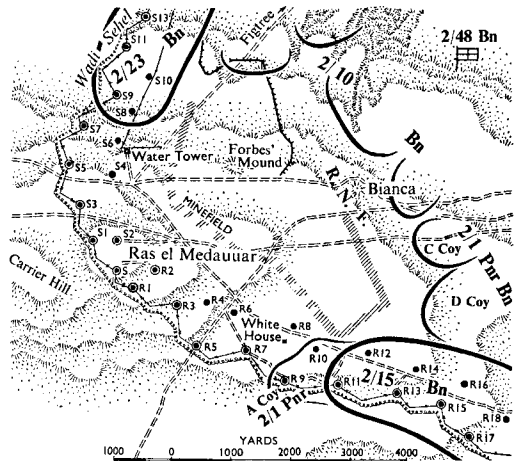 S13
Bn
Wadi Sehel
S11
Figtree
2/48 Bn
2/23
S10
2/10
S9
S8
S7
Bn
S6
Water Tower
Forbes' Mound
S5
S4
R. N. F.
Bianca
S3
MINEFIELD
2/1 Pnr Bn
S1
S2
C Coy
Ras el Medauuar
Carrier Hill
S
R2
R1
D Coy
R3
R4
R6
White House
R8
R5
R7
R10
R12
R14
R9
R11
2/15
Bn
R16
A Coy
2/1 Pnr
R13
R15
R18
R17
YARDS
1000 0 1000 2000 3000 4000